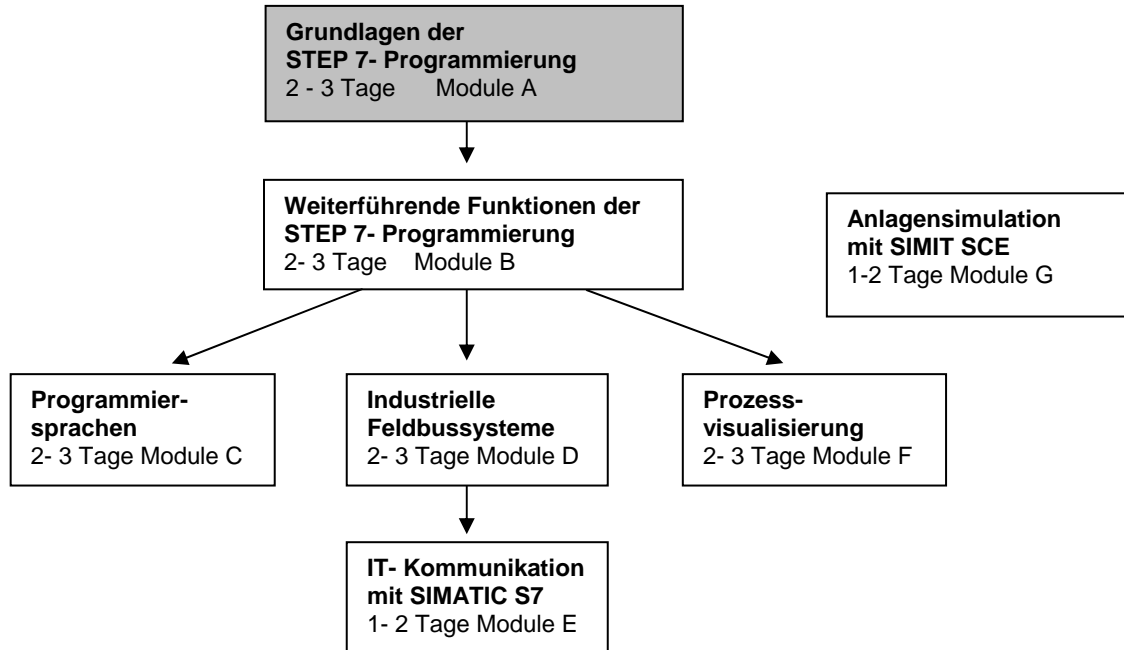 Grundlagen der
STEP 7- Programmierung
2 - 3 Tage Module A
Weiterführende Funktionen der
STEP 7- Programmierung
2- 3 Tage Module B
Anlagensimulation
mit SIMIT SCE
1-2 Tage Module G
Programmier-
sprachen
2- 3 Tage Module C
Industrielle
Feldbussysteme
2- 3 Tage Module D
Prozess-
visualisierung
2- 3 Tage Module F
IT- Kommunikation
mit SIMATIC S7
1- 2 Tage Module E